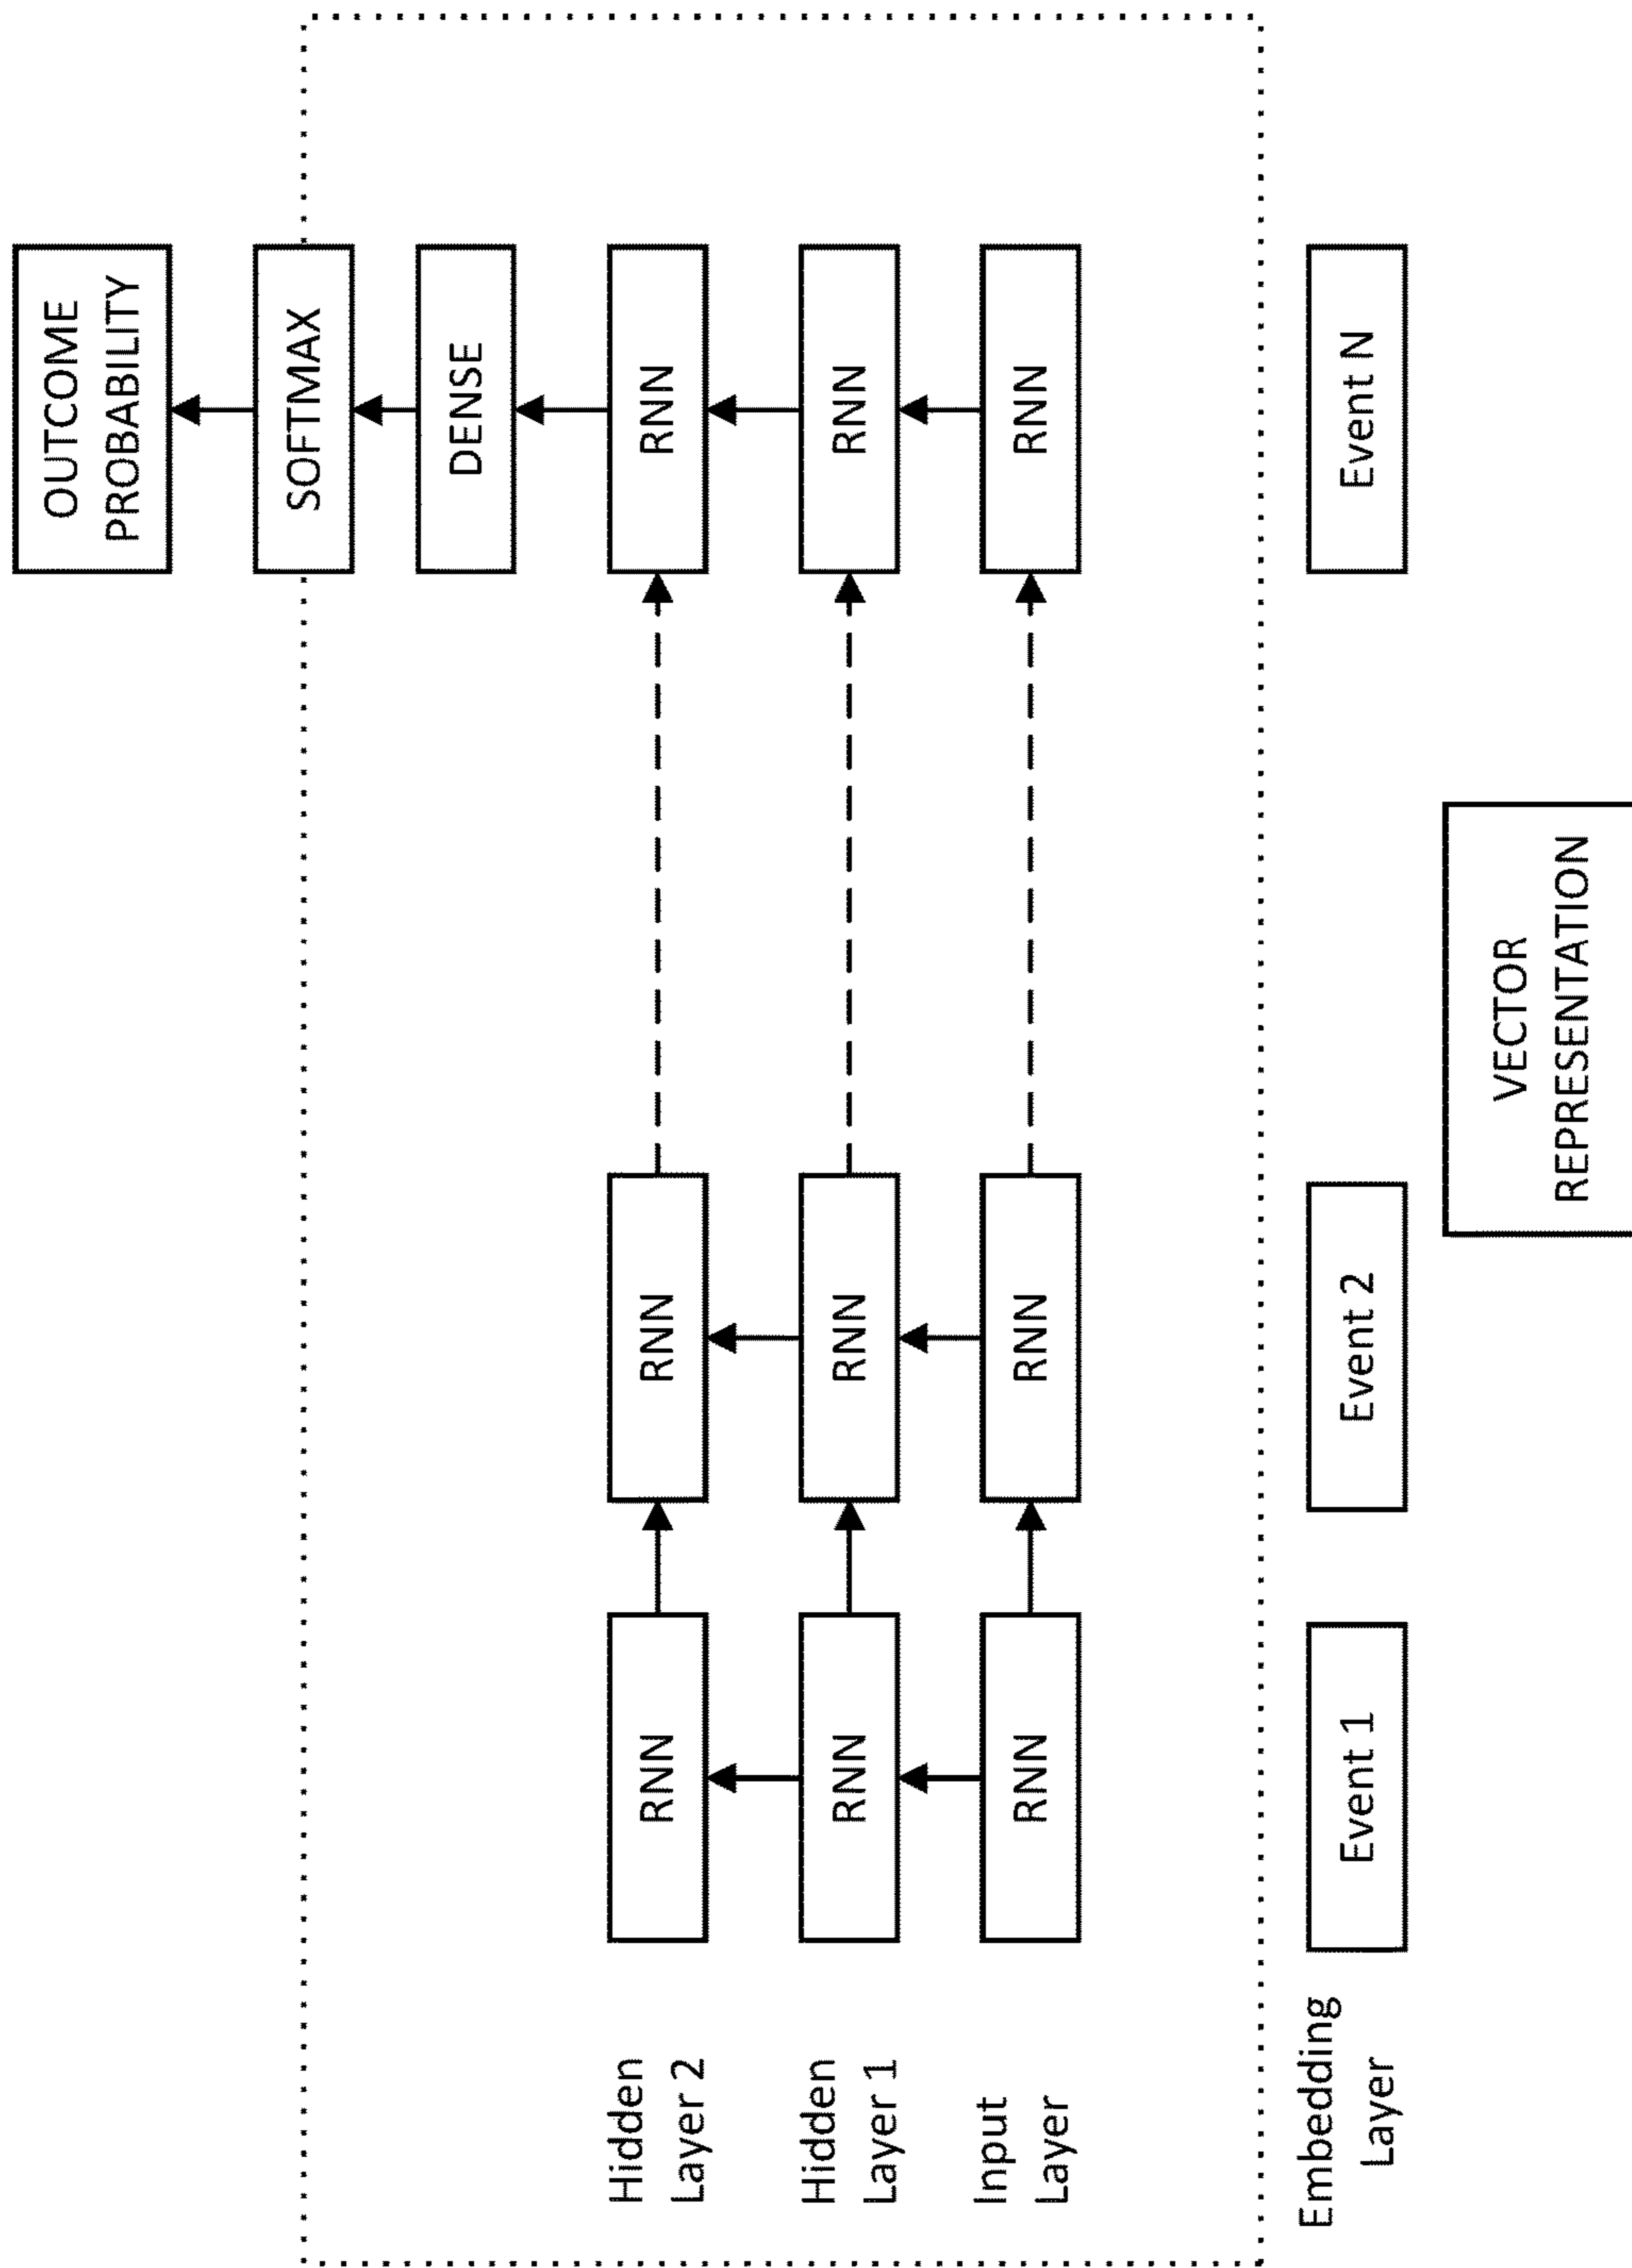 OUTCOME
PROBABILITY
SOFTMAX
DENSE
Hidden
Layer 2
RNN
RNN
RNN
Hidden
Layer 1
RNN
RNN
RNN
Input
Layer
RNN
RNN
RNN
Embedding
Layer
Event 1
Event 2
Event N
VECTOR
REPRESENTATION